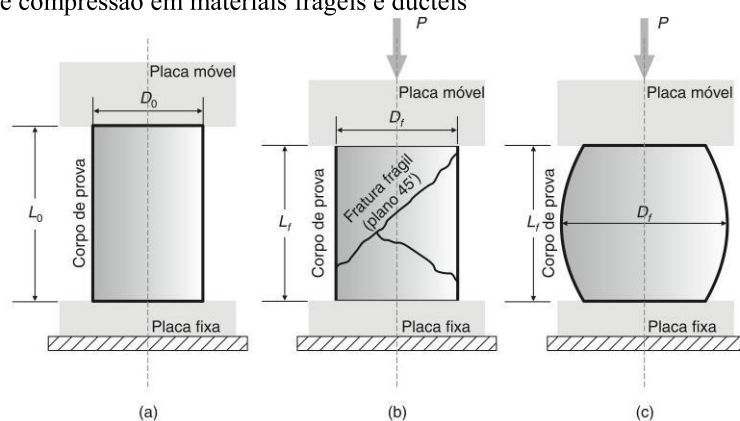 e compressão em materiais frágeis e dúcteis
P
P
Placa móvel
D0
Placa móvel
Df
Placa móvel
Corpo de prova
L0
Corpo de prova
Lf
Fratura frágil
(plano 45')
Corpo de prova
Lf
Df
Placa fixa
Placa fixa
Placa fixa
(a)
(b)
(c)